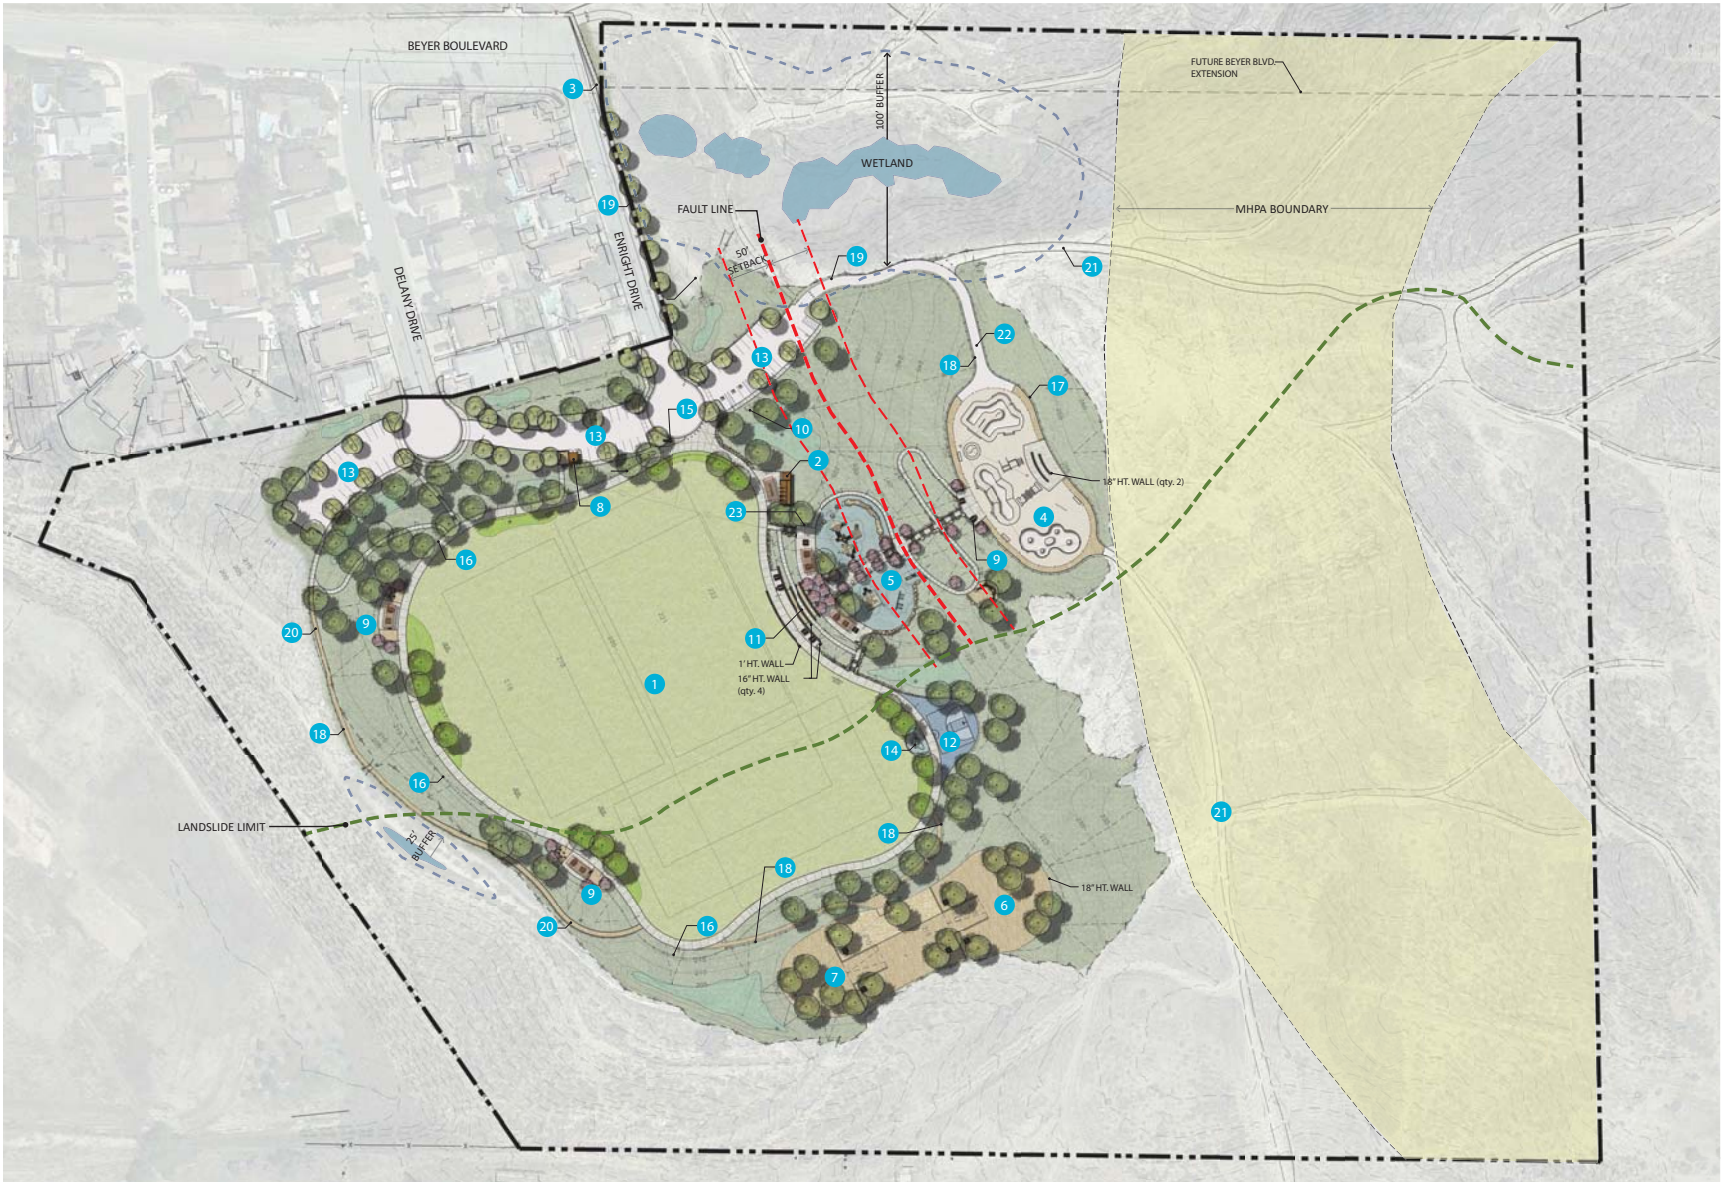 BEYER BOULEVARD
FUTURE BEYER BLVD.
EXTENSION
3
100' BUFFER
WETLAND
19
FAULT LINE
MHPA BOUNDARY
ENRIGHT DRIVE
50'
SETBACK
19
21
DELANY DRIVE
22
13
18
17
15
10
13
13
2
18" HT. WALL (qty. 2)
8
23
4
16
9
5
20
9
11
1' HT. WALL
16" HT. WALL
(qty. 4)
1
18
14
12
16
21
LANDSLIDE LIMIT
25'
BUFFER
18
18
9
18" HT. WALL
6
20
16
7